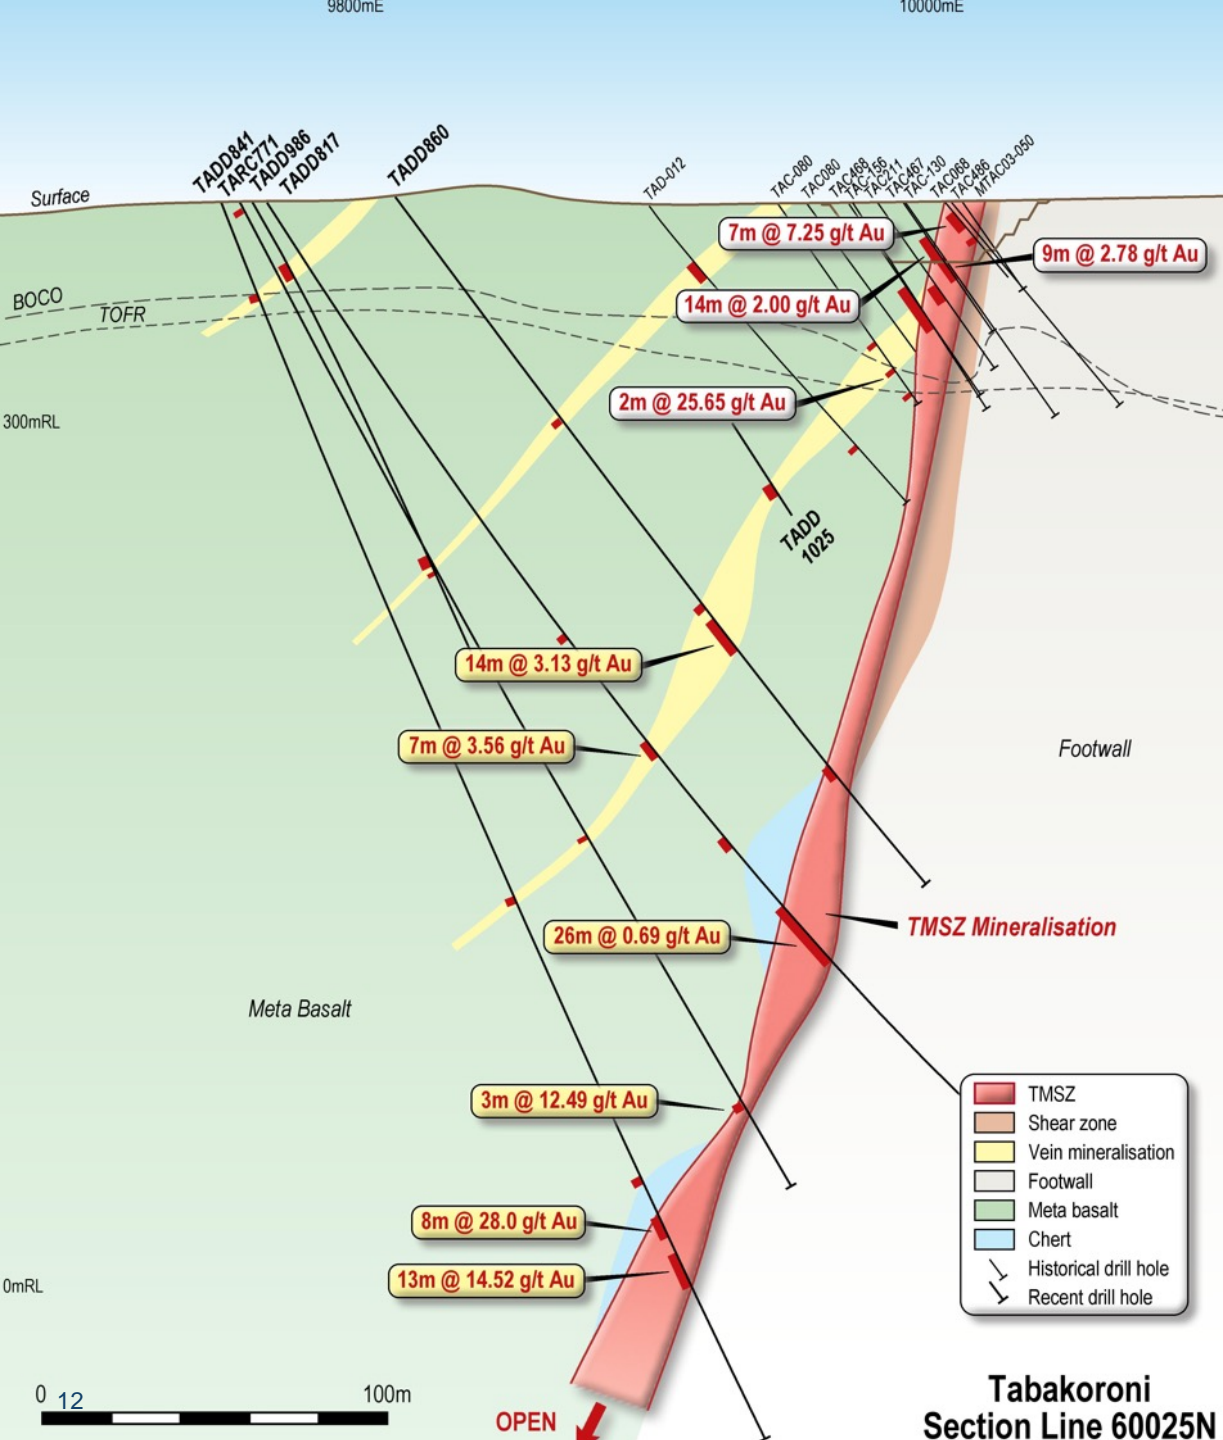 9800mE
10000mE
TADD841
TARC771
TADD986
TADD817
TADD860
TAD-012
TAC-080
TAC080
TAC468
TAC-156
TAC211
TAC467
TAC-130
TAC068
TAC486
MTAC03-050
Surface
7m @ 7.25 g/t Au
9m @ 2.78 g/t Au
BOCO
TOFR
14m @ 2.00 g/t Au
2m @ 25.65 g/t Au
300mRL
TADD
1025
14m @ 3.13 g/t Au
7m @ 3.56 g/t Au
Footwall
TMSZ Mineralisation
26m @ 0.69 g/t Au
Meta Basalt
3m @ 12.49 g/t Au
8m @ 28.0 g/t Au
13m @ 14.52 g/t Au
0mRL
TMSZ
Shear zone
Vein mineralisation
Footwall
Meta basalt
Chert
Historical drill hole
Recent drill hole
0
12
100m
OPEN
Tabakoroni
Section Line 60025N